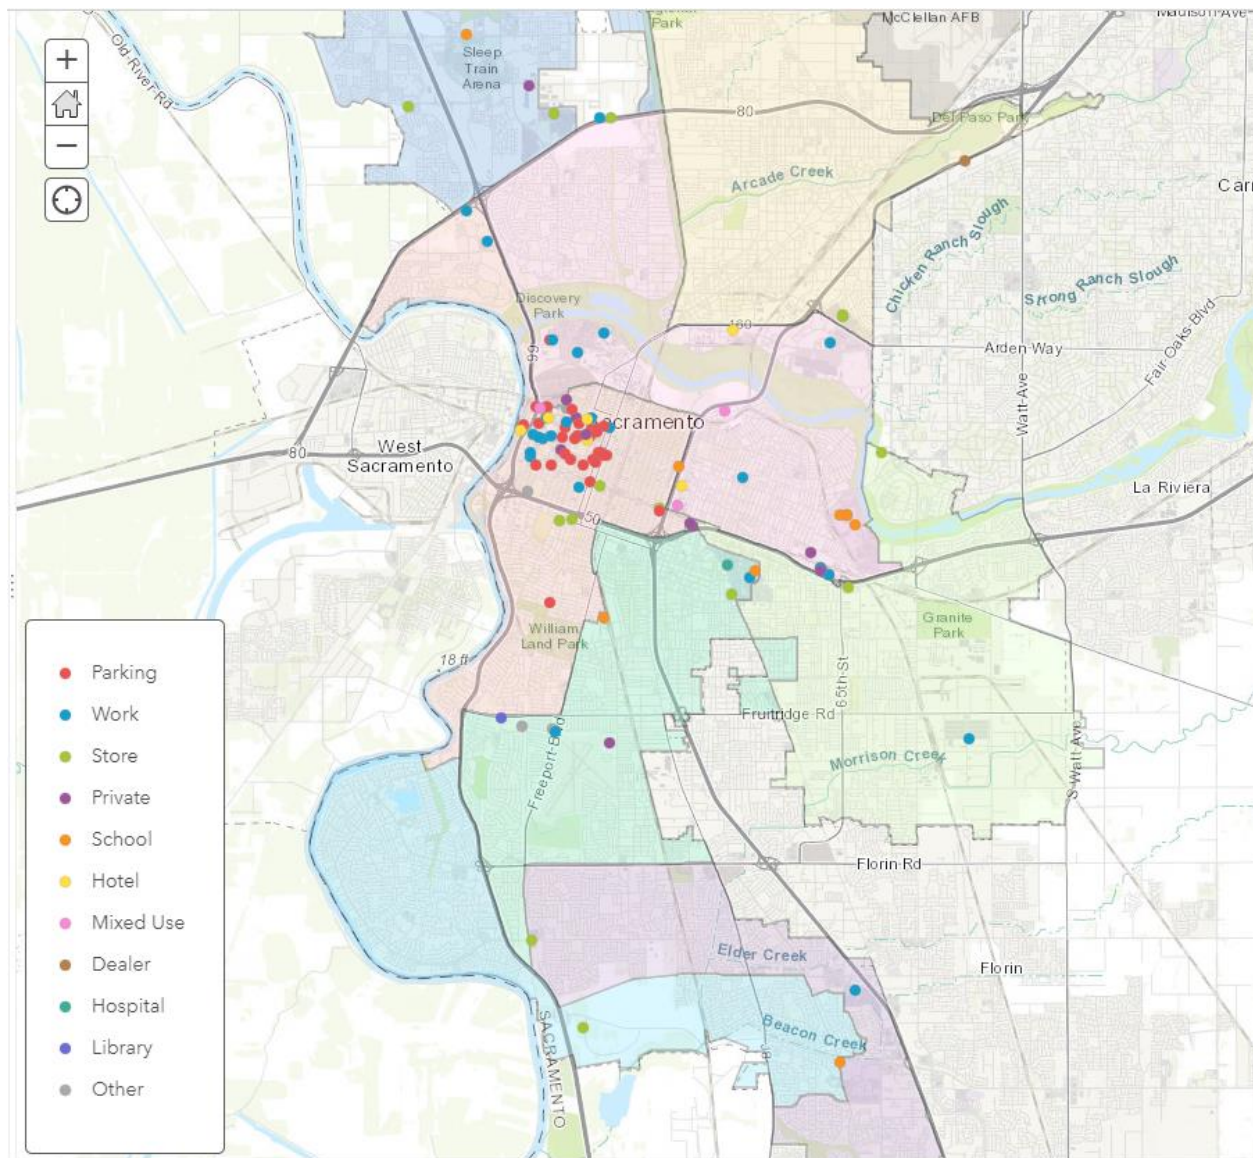 Park
McClellan AFB
Madison Ave
+
Old River Rd
Sleep
Train
Arena
80
Del Paso Park
−
Arcade Creek
Carr
Chicken Ranch Slough
Strong Ranch Slough
Discovery
Park
160
99
Arden Way
Fair Oaks Blvd
Watt Ave
acramento
80
West
Sacramento
La Riviera
50
Granite
Park
William
Land Park
18 ft
65th St
Fruitridge Rd
Freeport Blvd
Morrison Creek
S Watt Ave
Florin Rd
Elder Creek
Florin
Beacon Creek
SACRAMENTO
Parking
Work
Store
Private
School
Hotel
Mixed Use
Dealer
Hospital
Library
Other